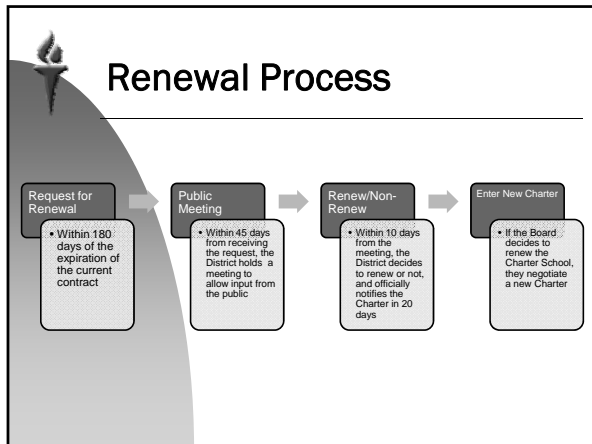 Renewal Process
Request for
Renewal
• Within 180
days of the
expiration of
the current
contract
Public
Meeting
• Within 45 days
from receiving
the request, the
District holds a
meeting to
allow input from
the public
Renew/Non-
Renew
• Within 10 days
from the
meeting, the
District decides
to renew or not,
and officially
notifies the
Charter in 20
days
Enter New Charter
• If the Board
decides to
renew the
Charter School,
they negotiate
a new Charter